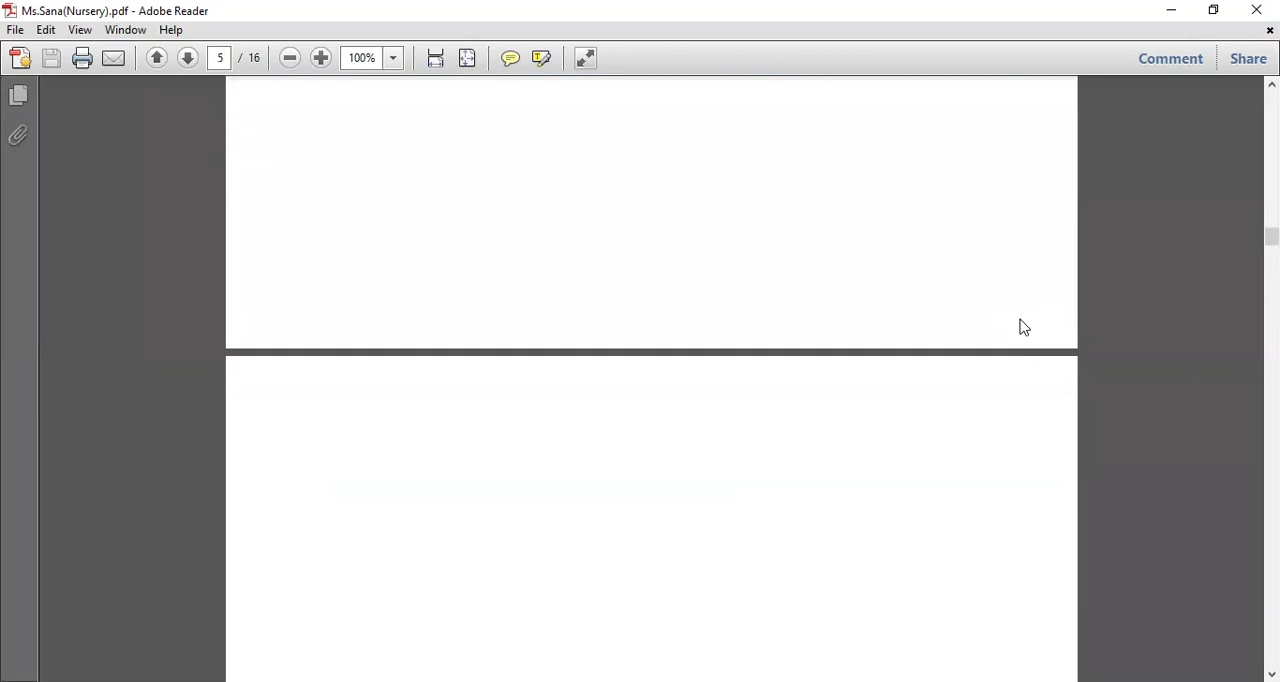 Ms.Sana(Nursery).pdf - Adobe Reader
File Edit View Window Help
5 / 16 100% Comment Share